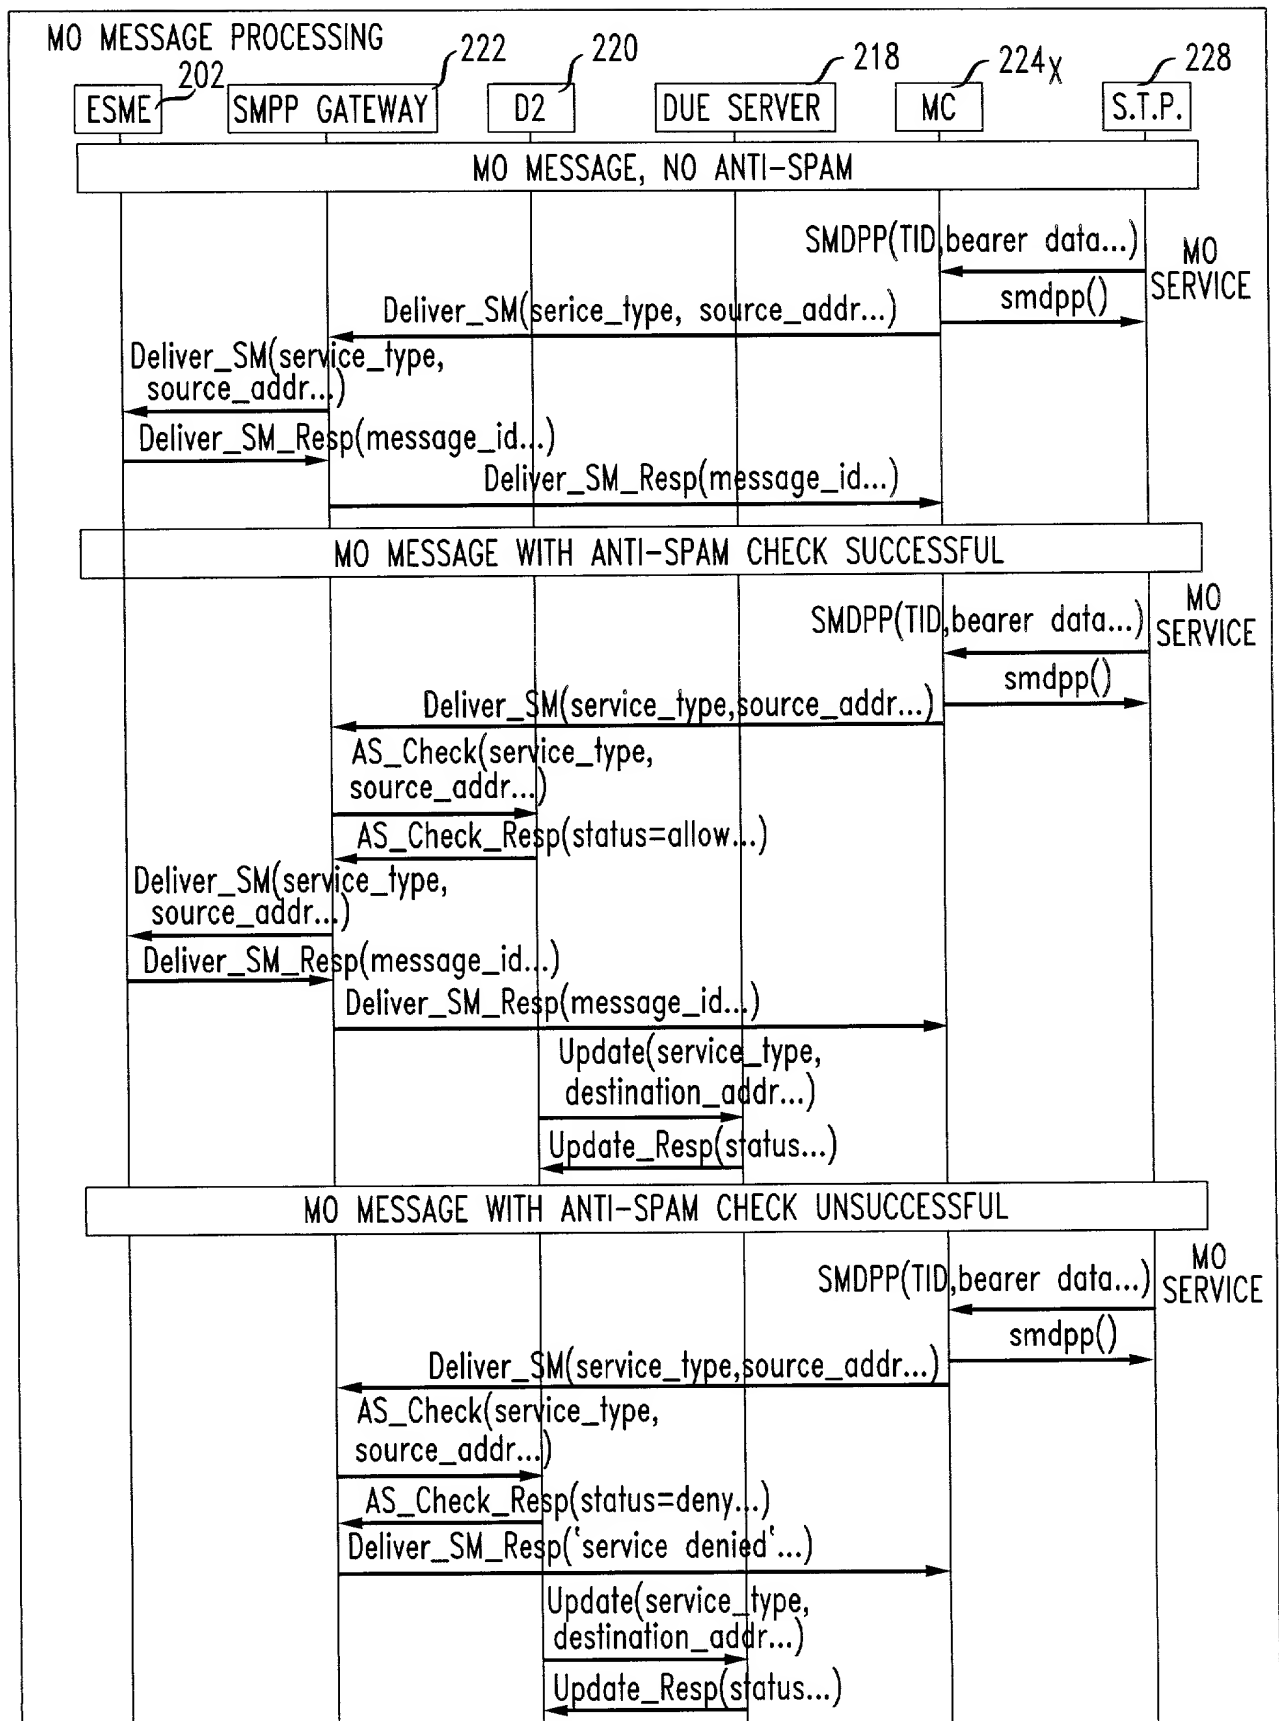 MO MESSAGE PROCESSING
202
222
220
218
224X
228
ESME
SMPP GATEWAY
D2
DUE SERVER
MC
S.T.P.
MO MESSAGE, NO ANTI-SPAM
SMDPP(TID,bearer data...)
MO
SERVICE
smdpp()
Deliver_SM(serice_type, source_addr...)
Deliver_SM(service_type,
source_addr...)
Deliver_SM_Resp(message_id...)
Deliver_SM_Resp(message_id...)
MO MESSAGE WITH ANTI-SPAM CHECK SUCCESSFUL
SMDPP(TID,bearer data...)
MO
SERVICE
smdpp()
Deliver_SM(service_type,source_addr...)
AS_Check(service_type,
source_addr...)
AS_Check_Resp(status=allow...)
Deliver_SM(service_type,
source_addr...)
Deliver_SM_Resp(message_id...)
Deliver_SM_Resp(message_id...)
Update(service_type,
destination_addr...)
Update_Resp(status...)
MO MESSAGE WITH ANTI-SPAM CHECK UNSUCCESSFUL
SMDPP(TID,bearer data...)
MO
SERVICE
smdpp()
Deliver_SM(service_type,source_addr...)
AS_Check(service_type,
source_addr...)
AS_Check_Resp(status=deny...)
Deliver_SM_Resp('service denied'...)
Update(service_type,
destination_addr...)
Update_Resp(status...)